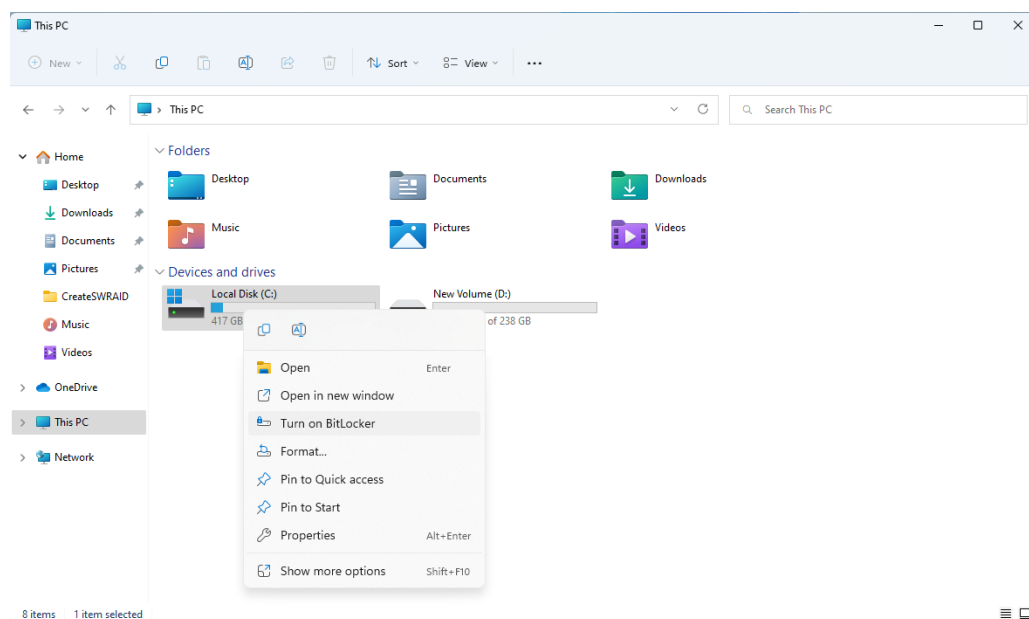 This PC
New
Sort
View
This PC
Search This PC
Home
Desktop
Downloads
Documents
Pictures
CreateSWRAID
Music
Videos
OneDrive
This PC
Network
Folders
Desktop
Documents
Downloads
Music
Pictures
Videos
Devices and drives
Local Disk (C:)
New Volume (D:)
417 GB
of 238 GB
Open Enter
Open in new window
Turn on BitLocker
Format...
Pin to Quick access
Pin to Start
Properties Alt+Enter
Show more options Shift+F10
8 items 1 item selected